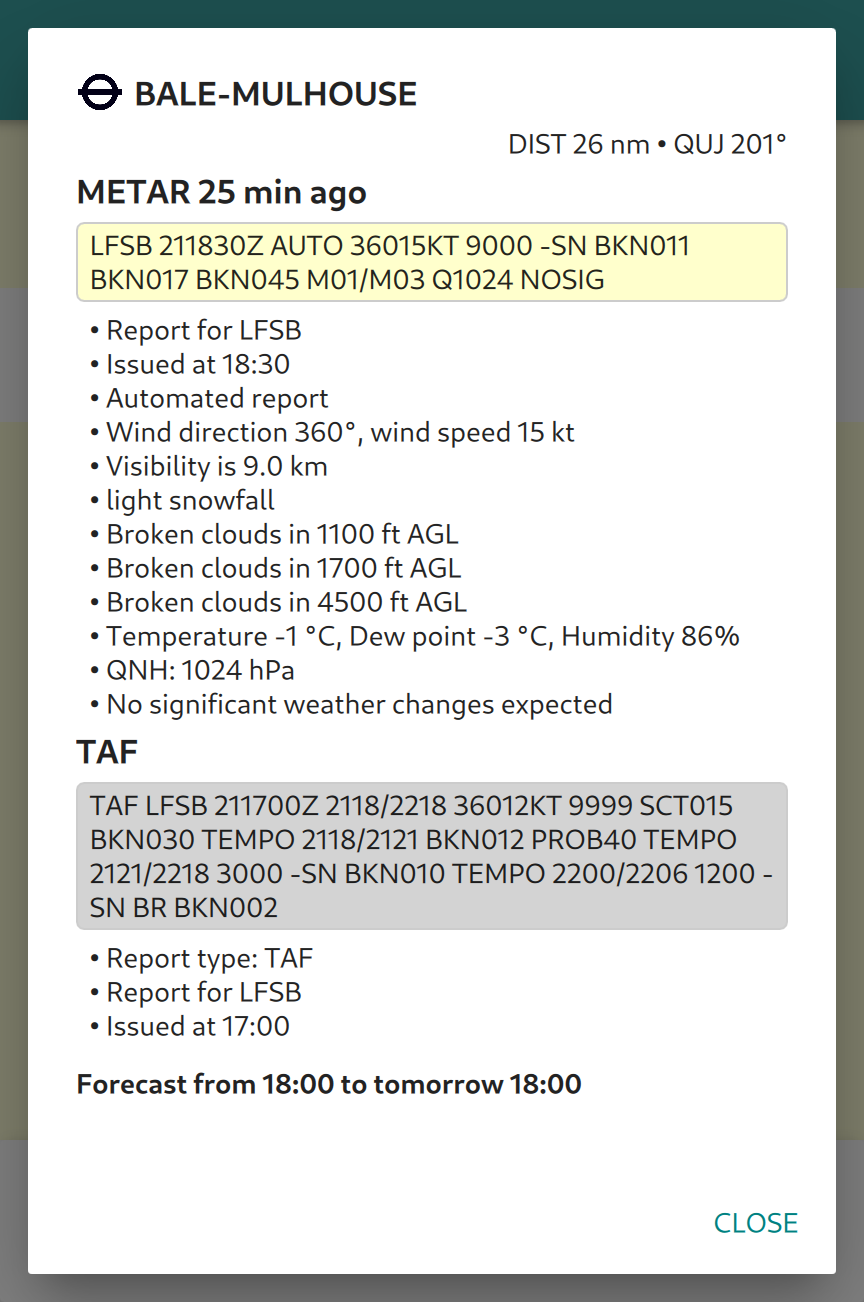 BALE-MULHOUSE
DIST 26 nm • QUJ 201°
METAR 25 min ago
LFSB 211830Z AUTO 36015KT 9000 -SN BKN011
BKN017 BKN045 M01/M03 Q1024 NOSIG
• Report for LFSB
• Issued at 18:30
• Automated report
• Wind direction 360°, wind speed 15 kt
• Visibility is 9.0 km
• light snowfall
• Broken clouds in 1100 ft AGL
• Broken clouds in 1700 ft AGL
• Broken clouds in 4500 ft AGL
• Temperature -1 °C, Dew point -3 °C, Humidity 86%
• QNH: 1024 hPa
• No significant weather changes expected
TAF
TAF LFSB 211700Z 2118/2218 36012KT 9999 SCT015
BKN030 TEMPO 2118/2121 BKN012 PROB40 TEMPO
2121/2218 3000 -SN BKN010 TEMPO 2200/2206 1200 -
SN BR BKN002
• Report type: TAF
• Report for LFSB
• Issued at 17:00
Forecast from 18:00 to tomorrow 18:00
CLOSE